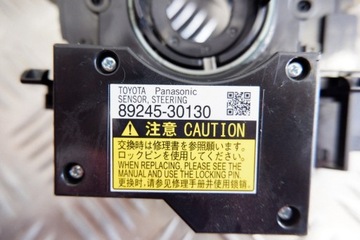 TOYOTA Panasonic
SENSOR, STEERING
89245-30130
注意 CAUTION
交換時は修理書を参照願います。
ロックピンを使用してください。
WHEN REPLACING, PLEASE SEE THE
MANUAL AND USE THE LOCKING PIN.
更换时,请参见修理手册并使用锁销.